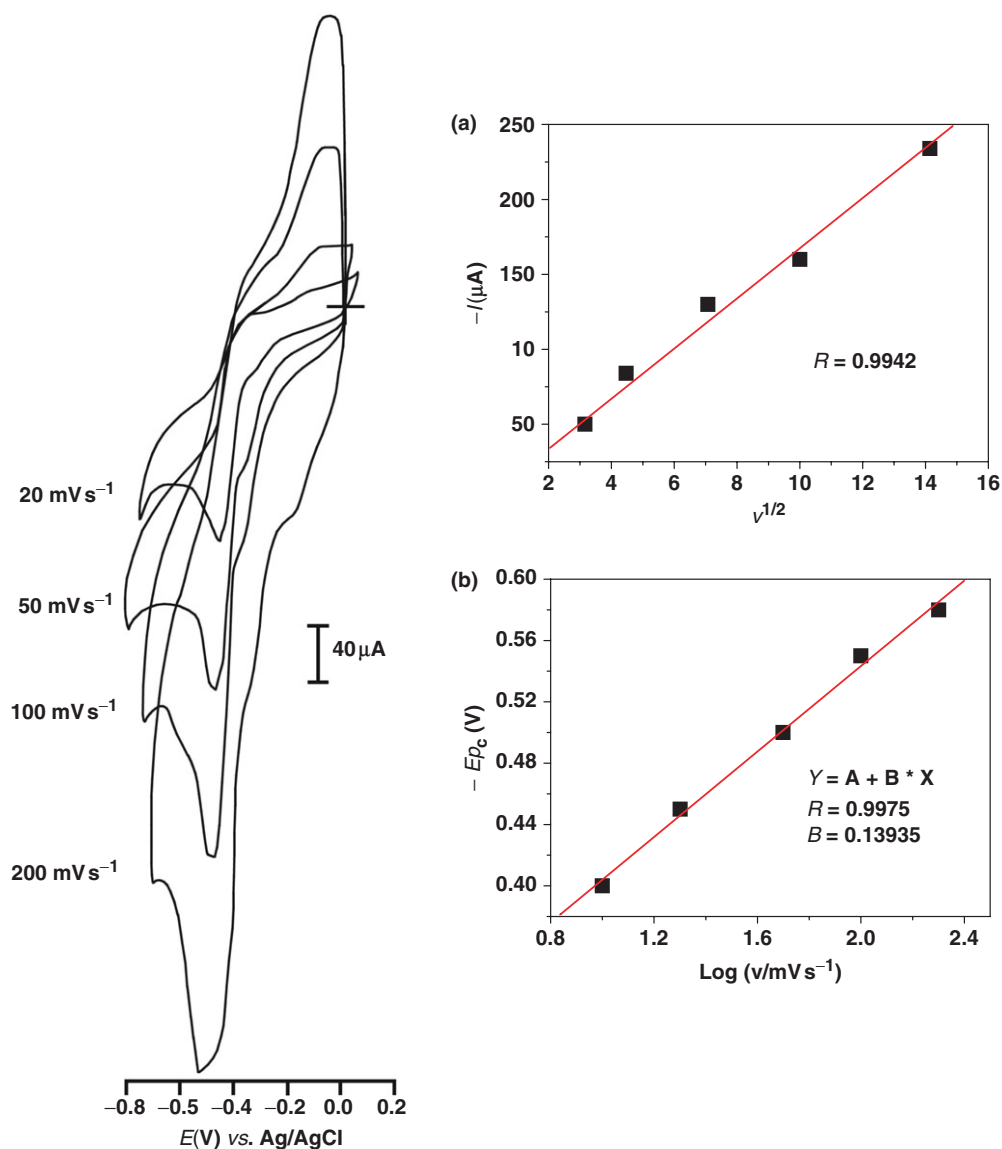 20 mV s⁻¹
50 mV s⁻¹
100 mV s⁻¹
200 mV s⁻¹
40 µA
−0.8 −0.5 −0.4 −0.2 0.0 0.2
E(V) vs. Ag/AgCl
(a)
250
200
150
10
50
− I/(µA)
R = 0.9942
2 4 6 8 10 12 14 16
v^1/2
(b)
0.60
0.56
0.52
0.48
0.44
0.40
− Epc (V)
Y = A + B * X
R = 0.9975
B = 0.13935
0.8 1.2 1.6 2.0 2.4
Log (v/mV s⁻¹)